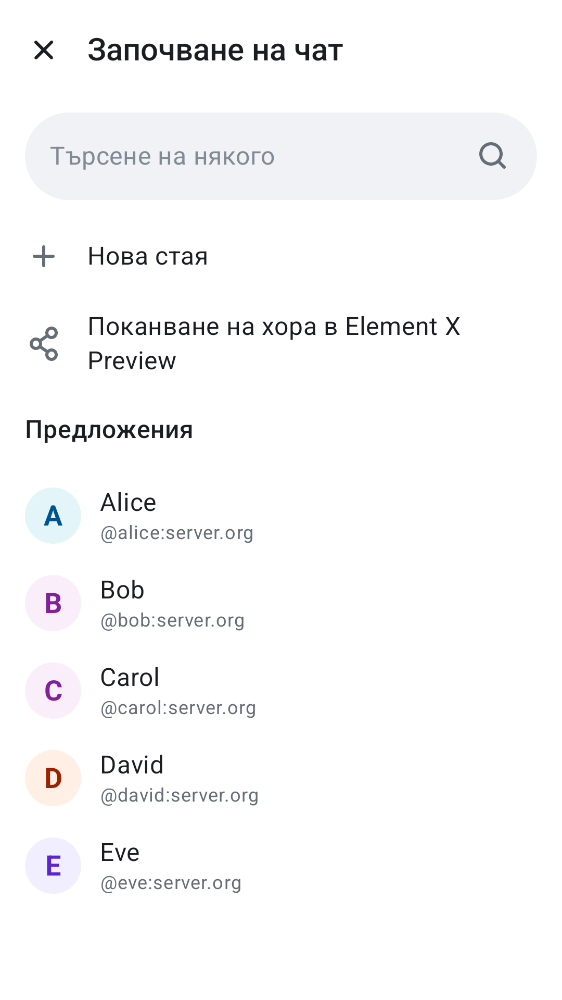 Започване на чат
Търсене на някого
Нова стая
Поканване на хора в Element X
Preview
Предложения
A
Alice
@alice:server.org
B
Bob
@bob:server.org
C
Carol
@carol:server.org
D
David
@david:server.org
E
Eve
@eve:server.org